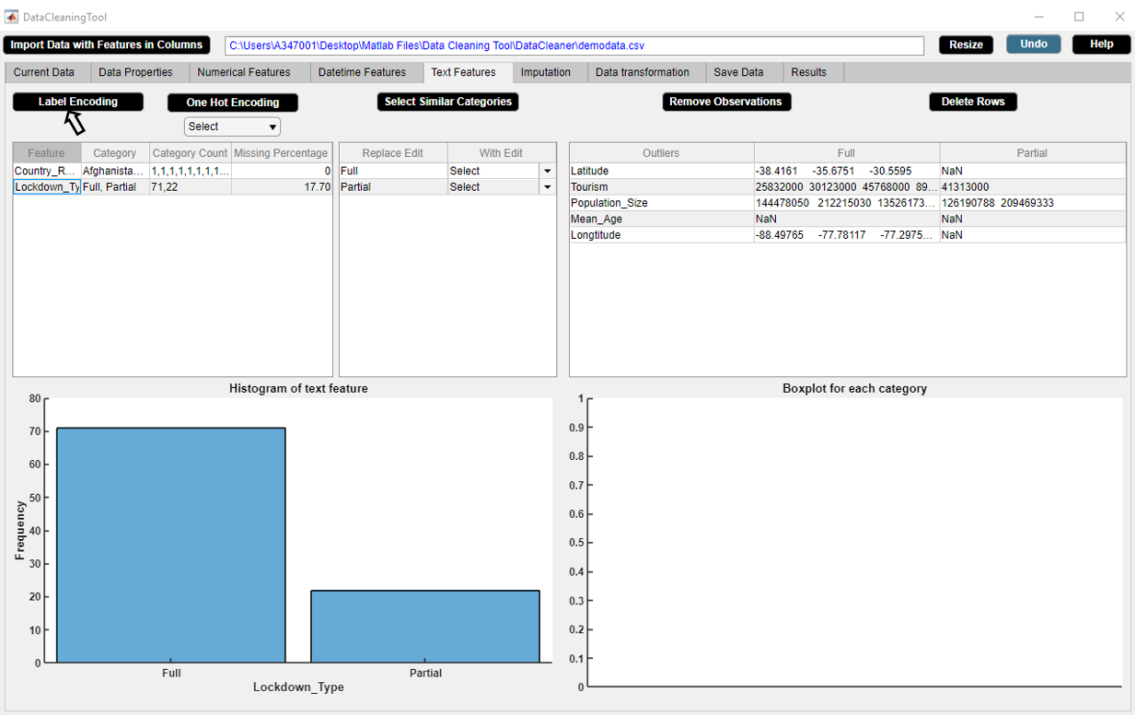 DataCleaningTool
Import Data with Features in Columns C:\Users\A347001\Desktop\Matlab Files\Data Cleaning Tool\DataCleaner\demodata.csv Resize Undo Help
Current Data Data Properties Numerical Features Datetime Features Text Features Imputation Data transformation Save Data Results
Label Encoding One Hot Encoding Select Similar Categories Remove Observations Delete Rows
Select
Feature Category Category Count Missing Percentage Replace Edit With Edit Outliers Full Partial
Country_R... Afghanista... 1,1,1,1,1,1,1... 0 Full Select Latitude -38.4161 -35.6751 -30.5595 NaN
Lockdown_Ty Full, Partial 71,22 17.70 Partial Select Tourism 25832000 30123000 45768000 89... 41313000
Population_Size 144478050 212215030 13526173... 126190788 209469333
Mean_Age NaN NaN
Longtitude -88.49765 -77.78117 -77.2975... NaN
Histogram of text feature
80
70
60
50
40
30
20
10
0
Frequency
Full Partial
Lockdown_Type
Boxplot for each category
1
0.9
0.8
0.7
0.6
0.5
0.4
0.3
0.2
0.1
0